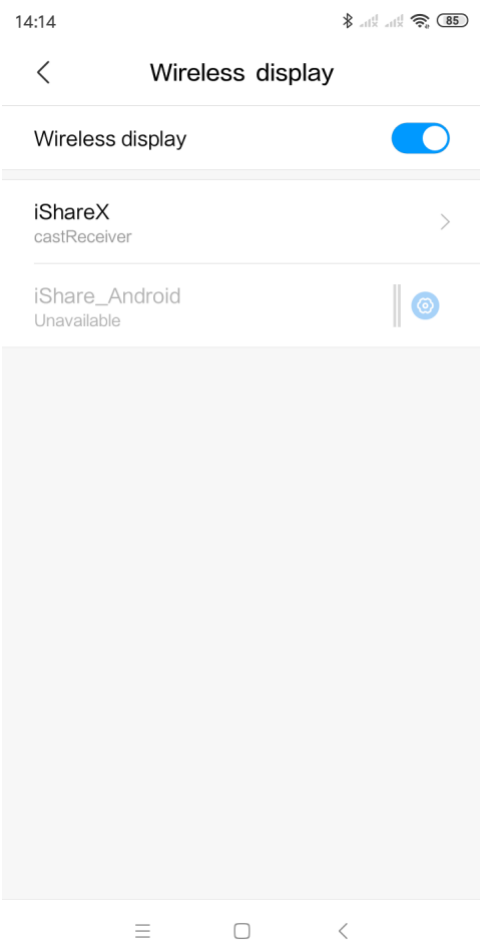 14:14 85
Wireless display
Wireless display
iShareX
castReceiver
iShare_Android
Unavailable